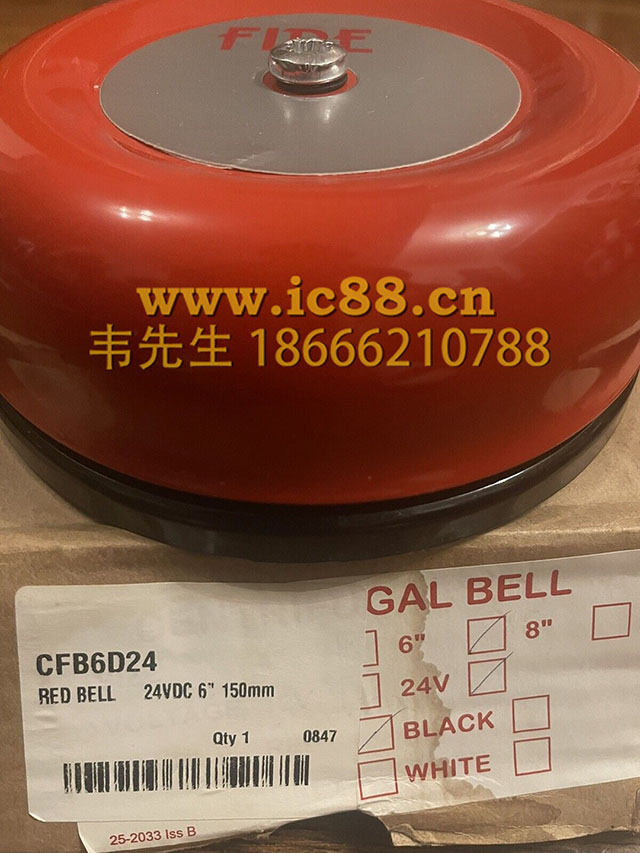 FIDE
www.ic88.cn
韦先生 18666210788
CFB6D24
RED BELL 24VDC 6" 150mm
Qty 1 0847
25-2033 Iss B
GAL BELL
6" 8"
24V
BLACK
WHITE